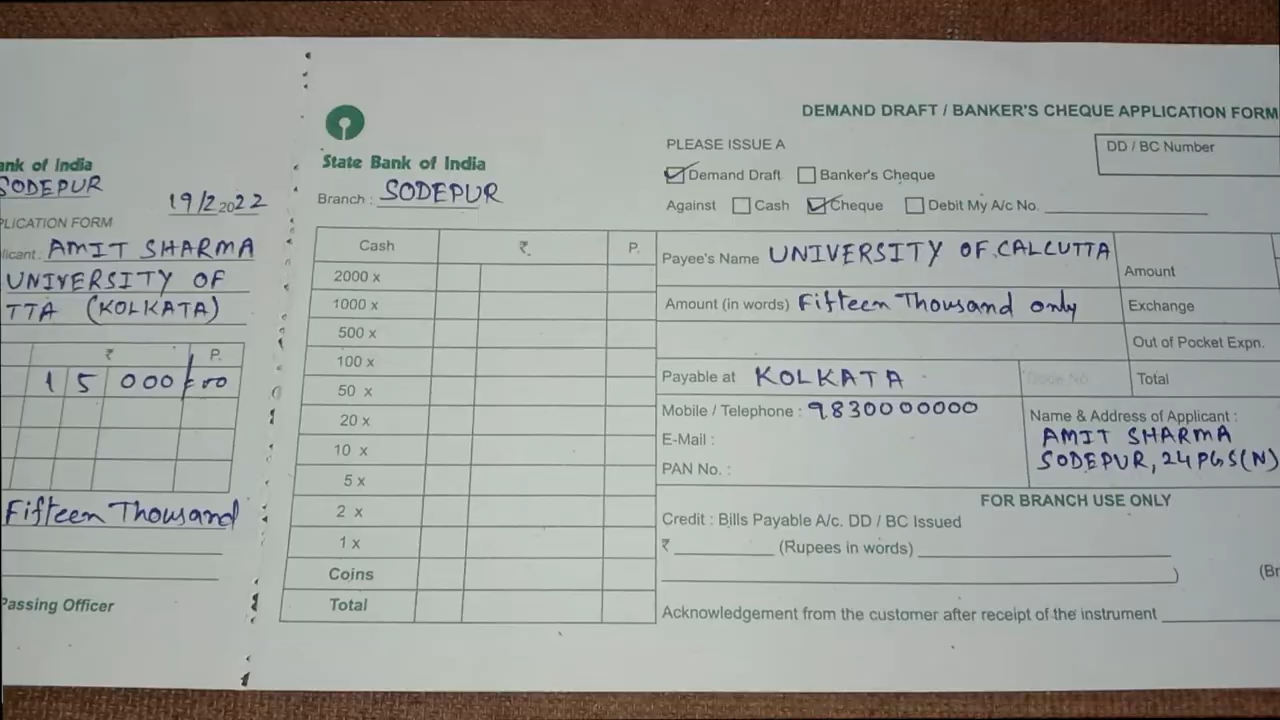 ank of India
SODEPUR
19/2 2022
PLICATION FORM
licant. AMIT SHARMA
UNIVERSITY OF
TTA (KOLKATA)
₹ P.
15 000 00
Fifteen Thousand
Passing Officer
State Bank of India
Branch : SODEPUR
DEMAND DRAFT / BANKER'S CHEQUE APPLICATION FORM
PLEASE ISSUE A
DD / BC Number
Demand Draft Banker's Cheque
Against Cash Cheque Debit My A/c No.
Cash ₹ P.
2000 x
1000 x
500 x
100 x
50 x
20 x
10 x
5 x
2 x
1 x
Coins
Total
Payee's Name UNIVERSITY OF CALCUTTA
Amount
Amount (in words) Fifteen Thousand only
Exchange
Out of Pocket Expn.
Payable at KOLKATA
Code No.
Total
Mobile / Telephone : 9830000000
E-Mail :
PAN No. :
Name & Address of Applicant :
AMIT SHARMA
SODEPUR, 24 PGS(N)
FOR BRANCH USE ONLY
Credit : Bills Payable A/c. DD / BC Issued
₹ (Rupees in words)
(Br
Acknowledgement from the customer after receipt of the instrument